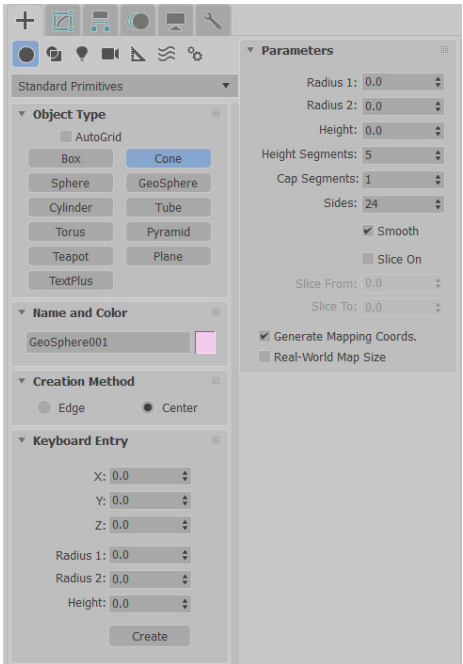 Standard Primitives
Object Type
AutoGrid
Box Cone
Sphere GeoSphere
Cylinder Tube
Torus Pyramid
Teapot Plane
TextPlus
Name and Color
GeoSphere001
Creation Method
Edge Center
Keyboard Entry
X: 0.0
Y: 0.0
Z: 0.0
Radius 1: 0.0
Radius 2: 0.0
Height: 0.0
Create
Parameters
Radius 1: 0.0
Radius 2: 0.0
Height: 0.0
Height Segments: 5
Cap Segments: 1
Sides: 24
Smooth
Slice On
Slice From: 0.0
Slice To: 0.0
Generate Mapping Coords.
Real-World Map Size